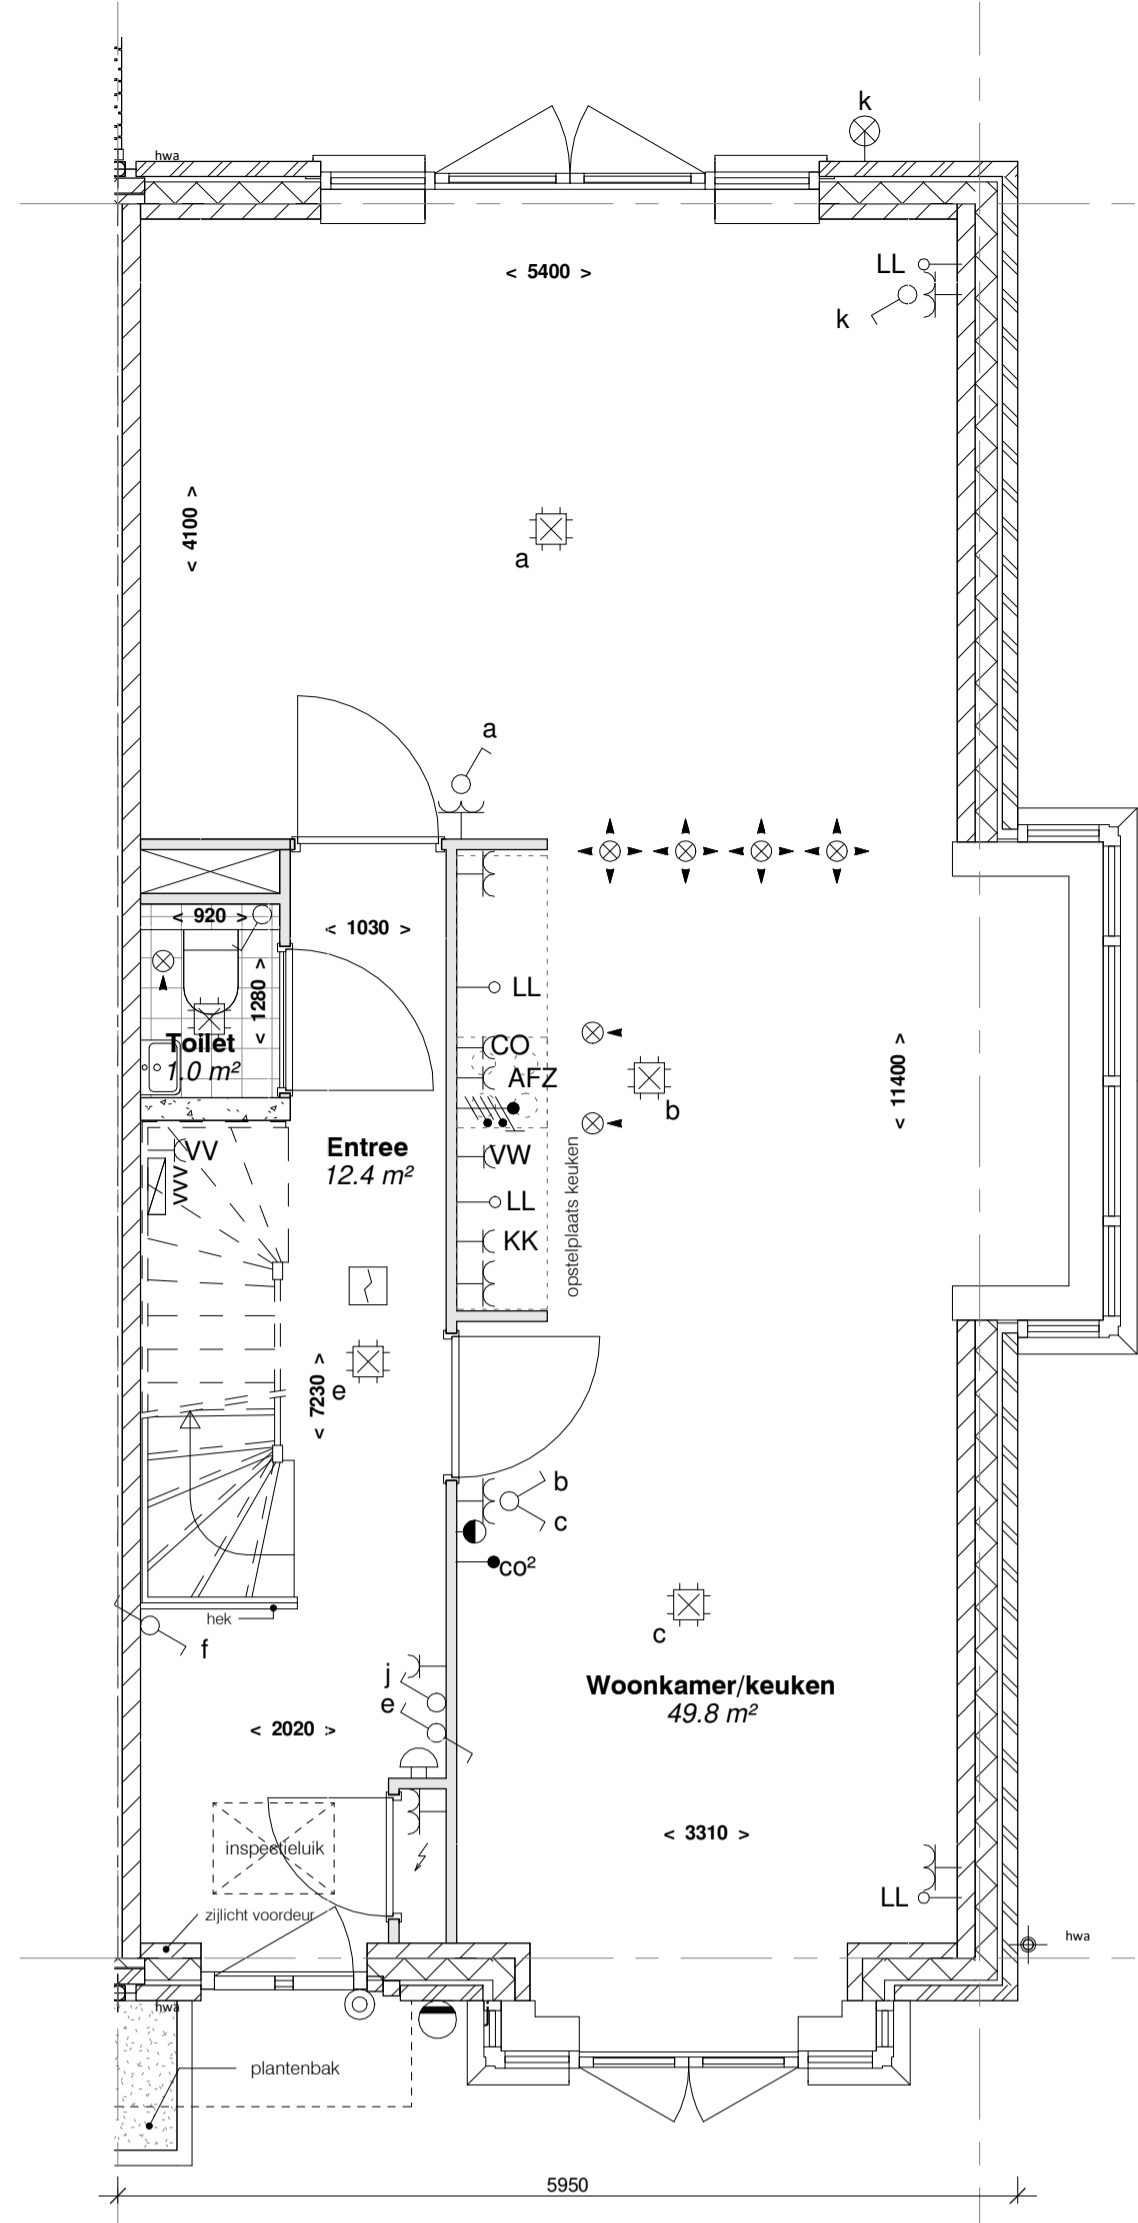 k
hwa
< 5400 >
LL
k
< 4100 >
a
a
< 920 >
< 1030 >
< 1280 >
LL
Toilet
1.0 m²
CO
AFZ
b
< 11400 >
Entree
12.4 m²
VV
VVV
VW
LL
KK
opstelplaats keuken
< 7230 >
e
b
c
co²
hek
f
c
j
e
Woonkamer/keuken
49.8 m²
< 2020 >
< 3310 >
inspectieluik
LL
zijlicht voordeur
hwa
hwa
plantenbak
5950